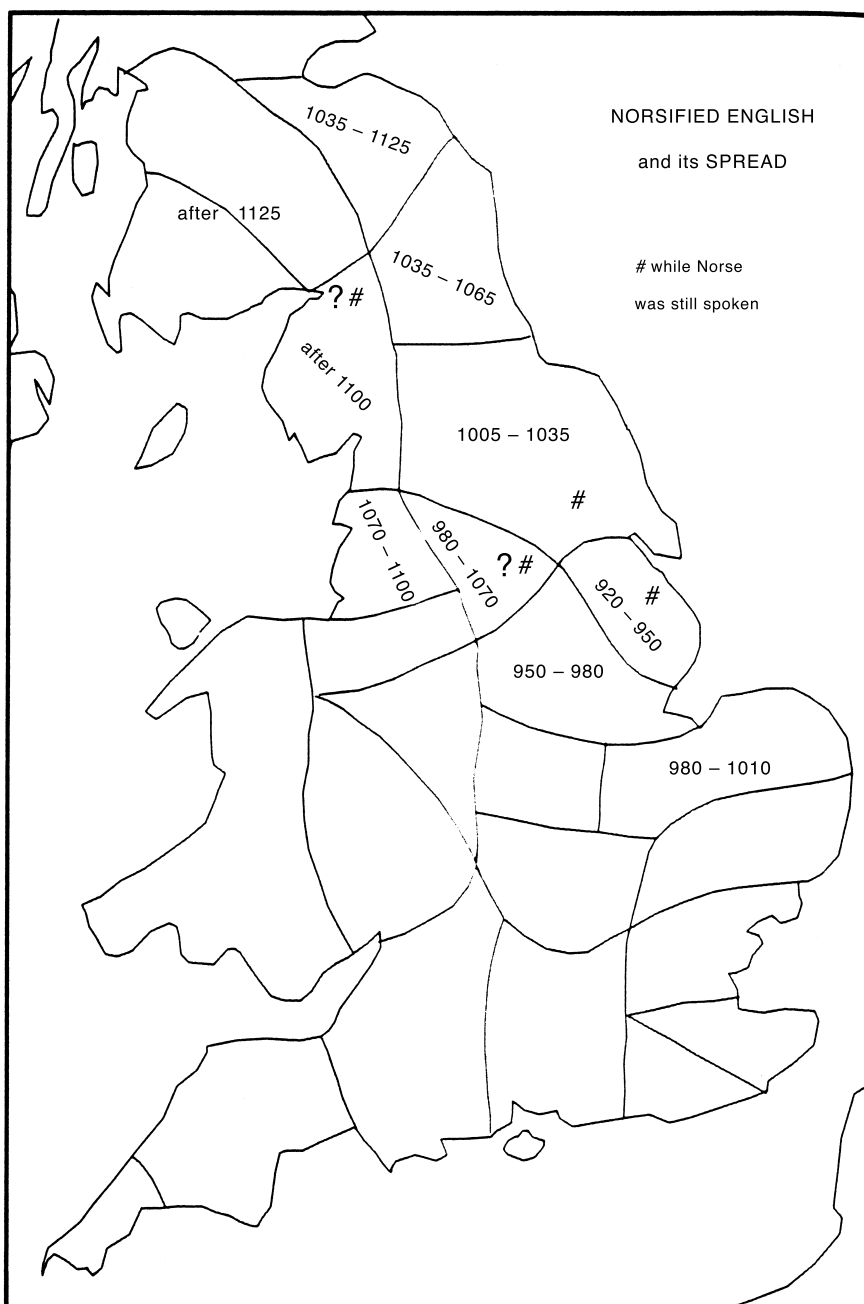 NORSIFIED ENGLISH
and its SPREAD
# while Norse
was still spoken
1035 – 1125
after 1125
1035 – 1065
? #
after 1100
1005 – 1035
#
1070 – 1100
980 – 1070
? #
920 – 950
#
950 – 980
980 – 1010